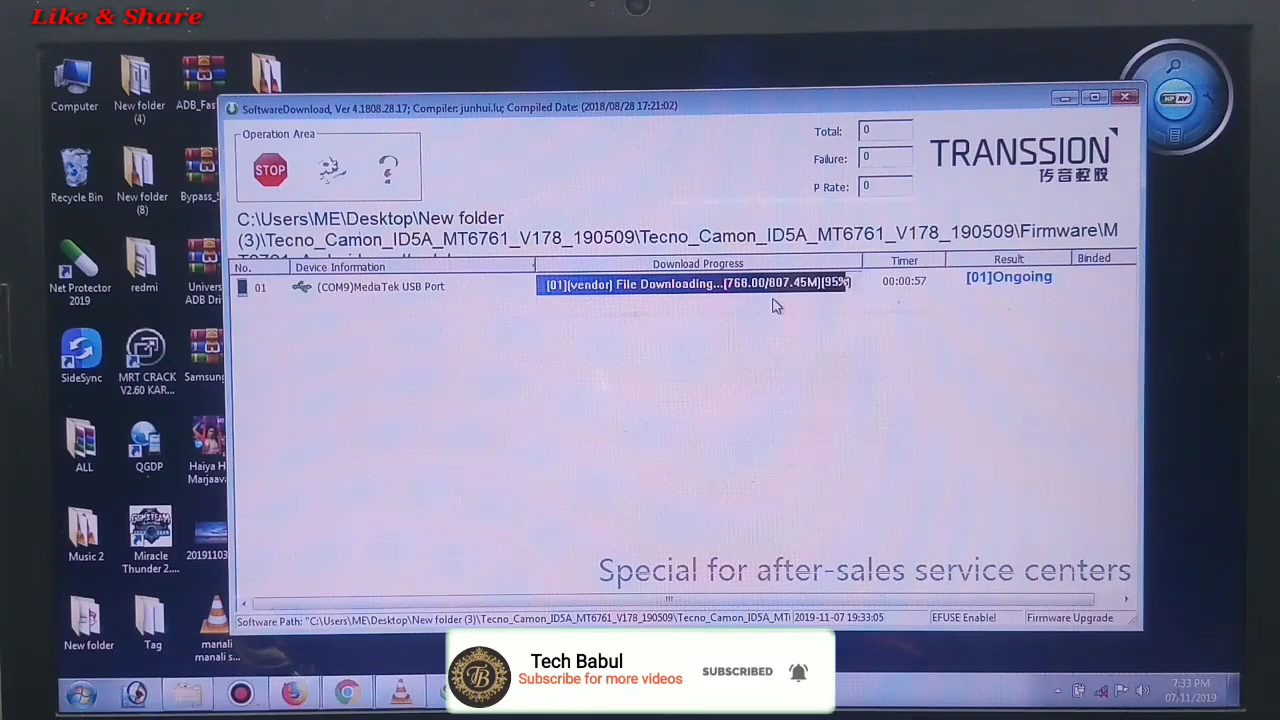 Like & Share
SoftwareDownload, Ver 4.1808.28.17; Compiler: junhui.lu; Compiled Date: (2018/08/28 17:21:02)
Operation Area
STOP
Total: 0
Failure: 0
P Rate: 0
TRANSSION
传音控股
C:\Users\ME\Desktop\New folder
(3)\Tecno_Camon_ID5A_MT6761_V178_190509\Tecno_Camon_ID5A_MT6761_V178_190509\Firmware\M
No. Device Information Download Progress Timer Result Binded
01 (COM9)MediaTek USB Port [01][vendor] File Downloading...[768.00/807.45M][95%] 00:00:57 [01]Ongoing
Special for after-sales service centers
Software Path: "C:\Users\ME\Desktop\New folder (3)\Tecno_Camon_ID5A_MT6761_V178_190509\Tecno_Camon_ID5A_MT 2019-11-07 19:33:05 EFUSE Enable! Firmware Upgrade
Computer
New folder
(4)
ADB_Fas
Recycle Bin
New folder
(8)
Bypass_S
Net Protector
2019
redmi
Univers
ADB Dri
SideSync
MRT CRACK
V2.60 KAR...
Samsung
ALL
QGDP
Haiya H
Marjaav
Music 2
GSMXTEAM
Miracle
Thunder 2....
20191103
New folder
Tag
manali
manali s...
NP AV
TB
Tech Babul
Subscribe for more videos
SUBSCRIBED
7:33 PM
07/11/2019